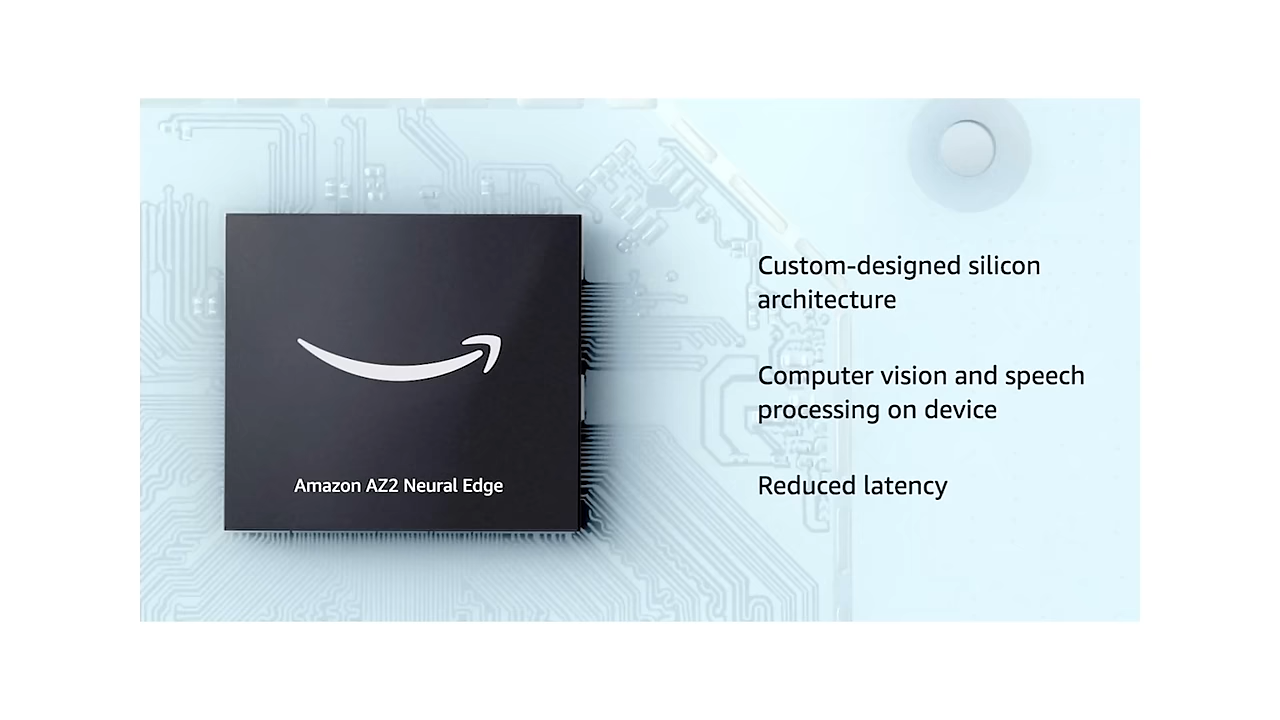 Amazon AZ2 Neural Edge
Custom-designed silicon
architecture
Computer vision and speech
processing on device
Reduced latency